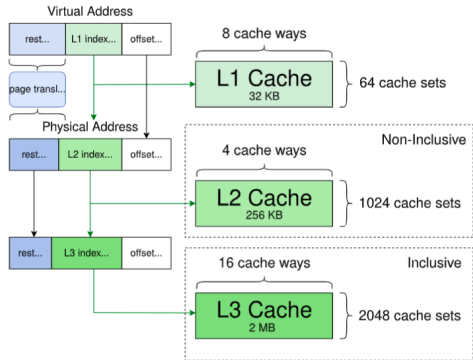 Virtual Address
8 cache ways
rest...
L1 index...
offset...
L1 Cache
32 KB
64 cache sets
page transl...
Physical Address
Non-Inclusive
4 cache ways
rest...
L2 index...
offset...
L2 Cache
256 KB
1024 cache sets
rest...
L3 index...
offset...
Inclusive
16 cache ways
L3 Cache
2 MB
2048 cache sets